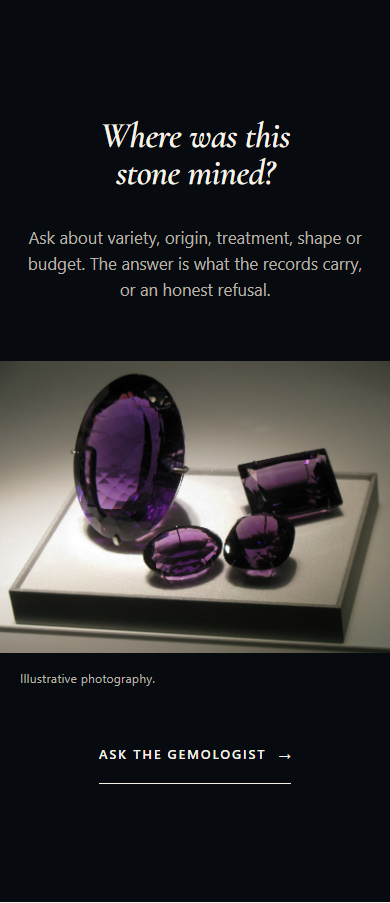 Where was this
stone mined?
Ask about variety, origin, treatment, shape or
budget. The answer is what the records carry,
or an honest refusal.
Illustrative photography.
ASK THE GEMOLOGIST →